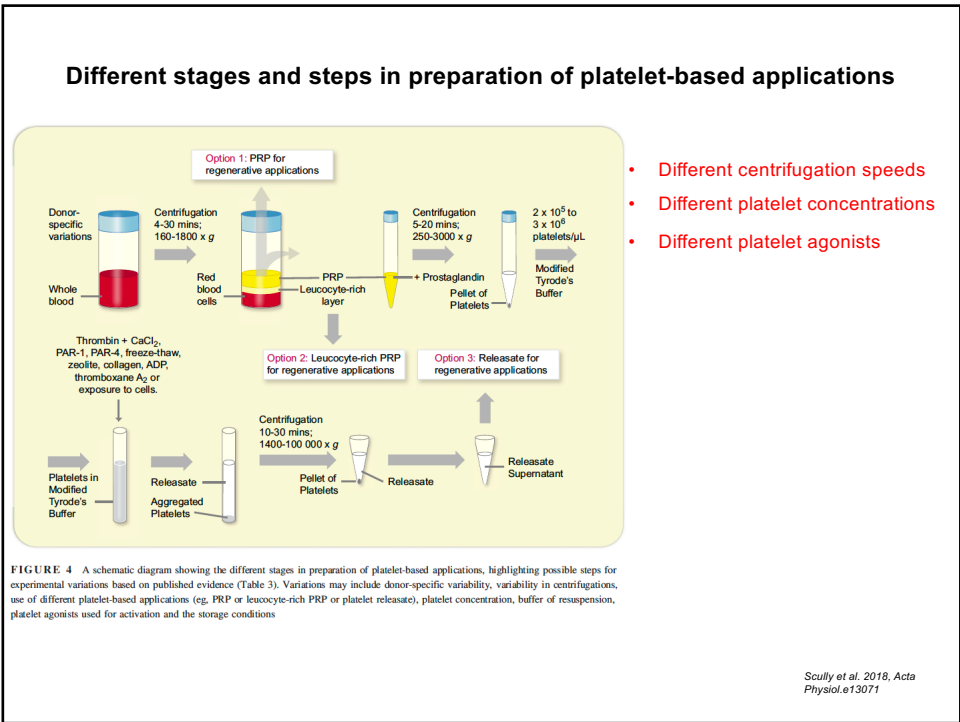 Different stages and steps in preparation of platelet-based applications
Option 1: PRP for
regenerative applications
Donor-
specific
variations
Centrifugation
4-30 mins;
160-1800 x g
Centrifugation
5-20 mins;
250-3000 x g
2 x 10⁵ to
3 x 10⁶
platelets/µL
Whole
blood
Red
blood
cells
PRP
Leucocyte-rich
layer
+ Prostaglandin
Pellet of
Platelets
Modified
Tyrode's
Buffer
Thrombin + CaCl₂,
PAR-1, PAR-4, freeze-thaw,
zeolite, collagen, ADP,
thromboxane A₂ or
exposure to cells.
Option 2: Leucocyte-rich PRP
for regenerative applications
Option 3: Releasate for
regenerative applications
Centrifugation
10-30 mins;
1400-100 000 x g
Platelets in
Modified
Tyrode's
Buffer
Releasate
Aggregated
Platelets
Pellet of
Platelets
Releasate
Releasate
Supernatant
• Different centrifugation speeds
• Different platelet concentrations
• Different platelet agonists
FIGURE 4 A schematic diagram showing the different stages in preparation of platelet-based applications, highlighting possible steps for
experimental variations based on published evidence (Table 3). Variations may include donor-specific variability, variability in centrifugations,
use of different platelet-based applications (eg, PRP or leucocyte-rich PRP or platelet releasate), platelet concentration, buffer of resuspension,
platelet agonists used for activation and the storage conditions
Scully et al. 2018, Acta
Physiol.e13071